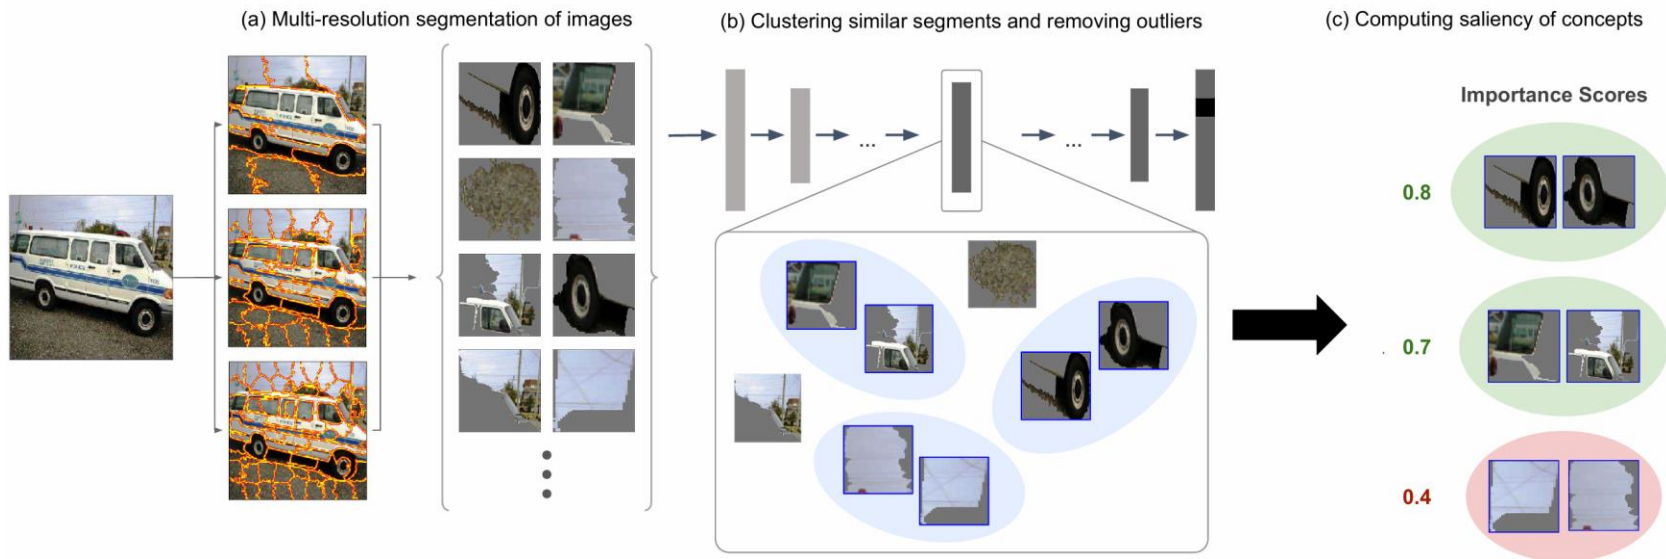 (a) Multi-resolution segmentation of images
(b) Clustering similar segments and removing outliers
(c) Computing saliency of concepts
Importance Scores
...
...
0.8
0.7
0.4